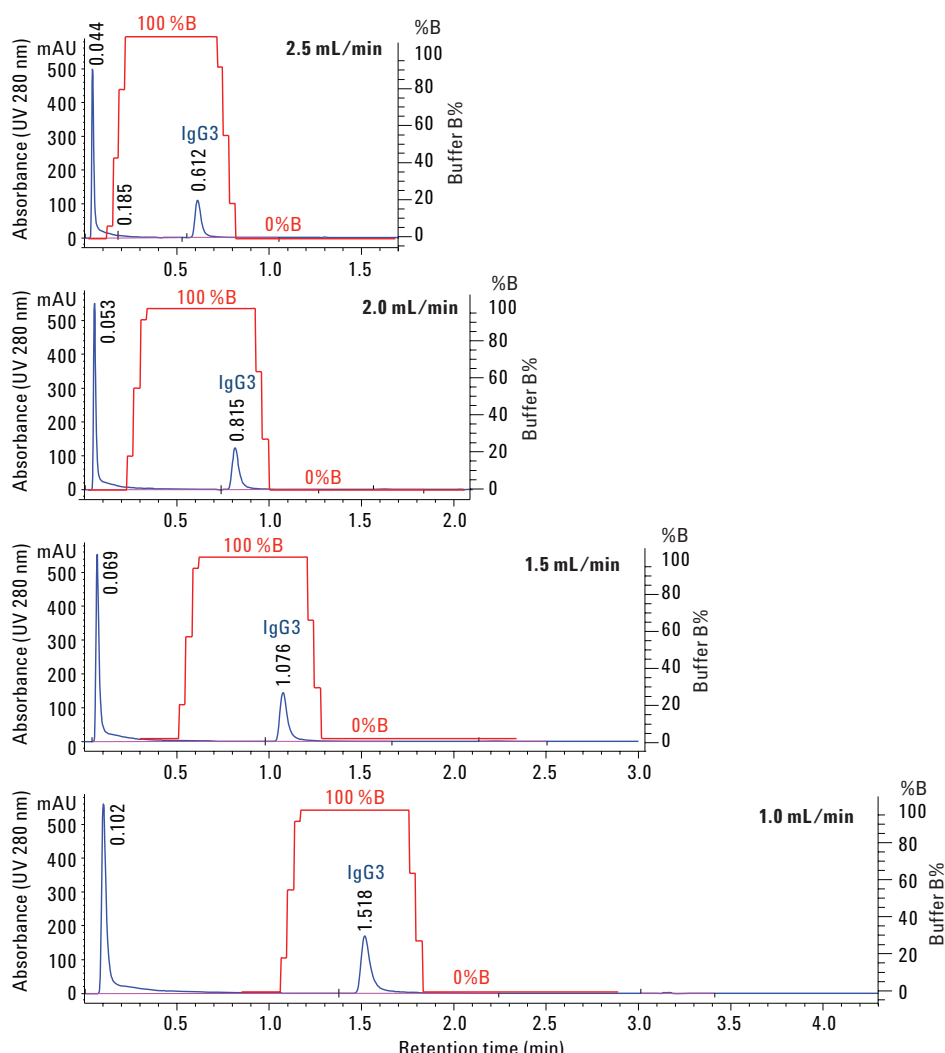 mAU 0.044 100 %B 2.5 mL/min %B
500 100
400 80
300 IgG3 60
200 0.185 0.612 40
100 0%B 20
0 0
Absorbance (UV 280 nm) Buffer B%
0.5 1.0 1.5
mAU 0.053 100 %B 2.0 mL/min %B
500 100
400 80
300 IgG3 60
200 0.815 40
100 0%B 20
0 0
Absorbance (UV 280 nm) Buffer B%
0.5 1.0 1.5 2.0
mAU 0.069 100 %B 1.5 mL/min %B
500 100
400 80
300 IgG3 60
200 1.076 40
100 0%B 20
0 0
Absorbance (UV 280 nm) Buffer B%
0.5 1.0 1.5 2.0 2.5 3.0
mAU 0.102 100 %B 1.0 mL/min %B
500 100
400 80
300 IgG3 60
200 1.518 40
100 0%B 20
0 0
Absorbance (UV 280 nm) Buffer B%
0.5 1.0 1.5 2.0 2.5 3.0 3.5 4.0
Retention time (min)